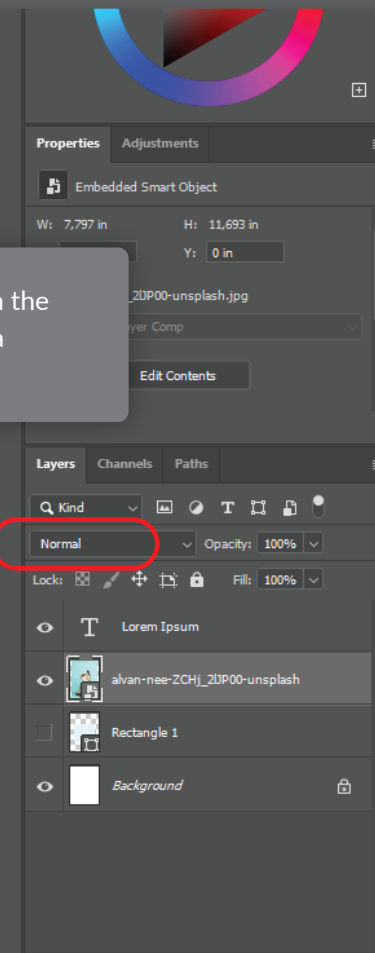 Properties Adjustments
Embedded Smart Object
W: 7,797 in H: 11,693 in
Y: 0 in
the
_2lJP00-unsplash.jpg
yer Comp
Edit Contents
Layers Channels Paths
Kind
Normal Opacity: 100%
Lock: Fill: 100%
T Lorem Ipsum
alvan-nee-ZCHj_2lJP00-unsplash
Rectangle 1
Background